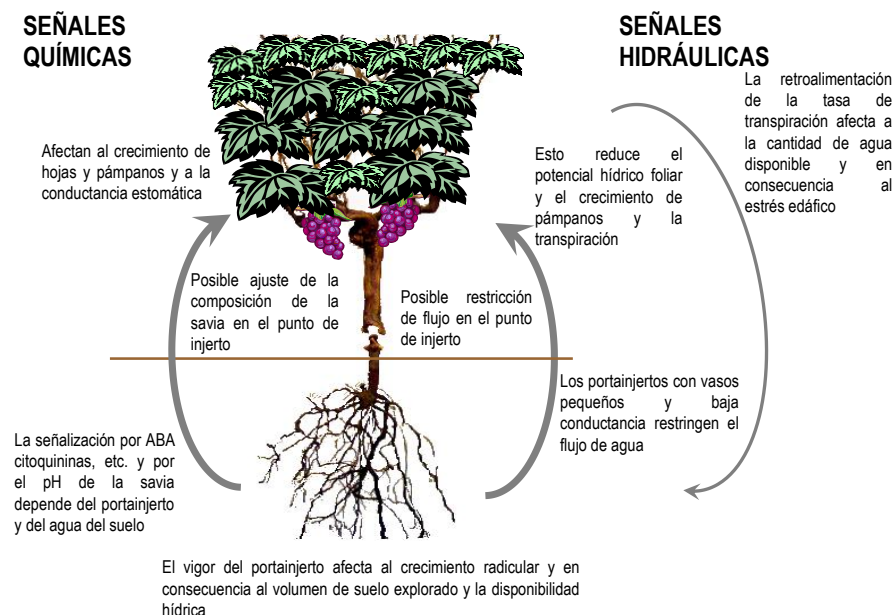 SEÑALES
QUÍMICAS
Afectan al crecimiento de
hojas y pámpanos y a la
conductancia estomática
Posible ajuste de la
composición de la
savia en el punto de
injerto
La señalización por ABA
citoquininas, etc. y por
el pH de la savia
depende del portainjerto
y del agua del suelo
SEÑALES
HIDRÁULICAS
La retroalimentación
de la tasa de
transpiración afecta a
la cantidad de agua
disponible y en
consecuencia al
estrés edáfico
Esto reduce el
potencial hídrico foliar
y el crecimiento de
pámpanos y la
transpiración
Posible restricción
de flujo en el punto
de injerto
Los portainjertos con vasos
pequeños y baja
conductancia restringen el
flujo de agua
El vigor del portainjerto afecta al crecimiento radicular y en
consecuencia al volumen de suelo explorado y la disponibilidad
hídrica